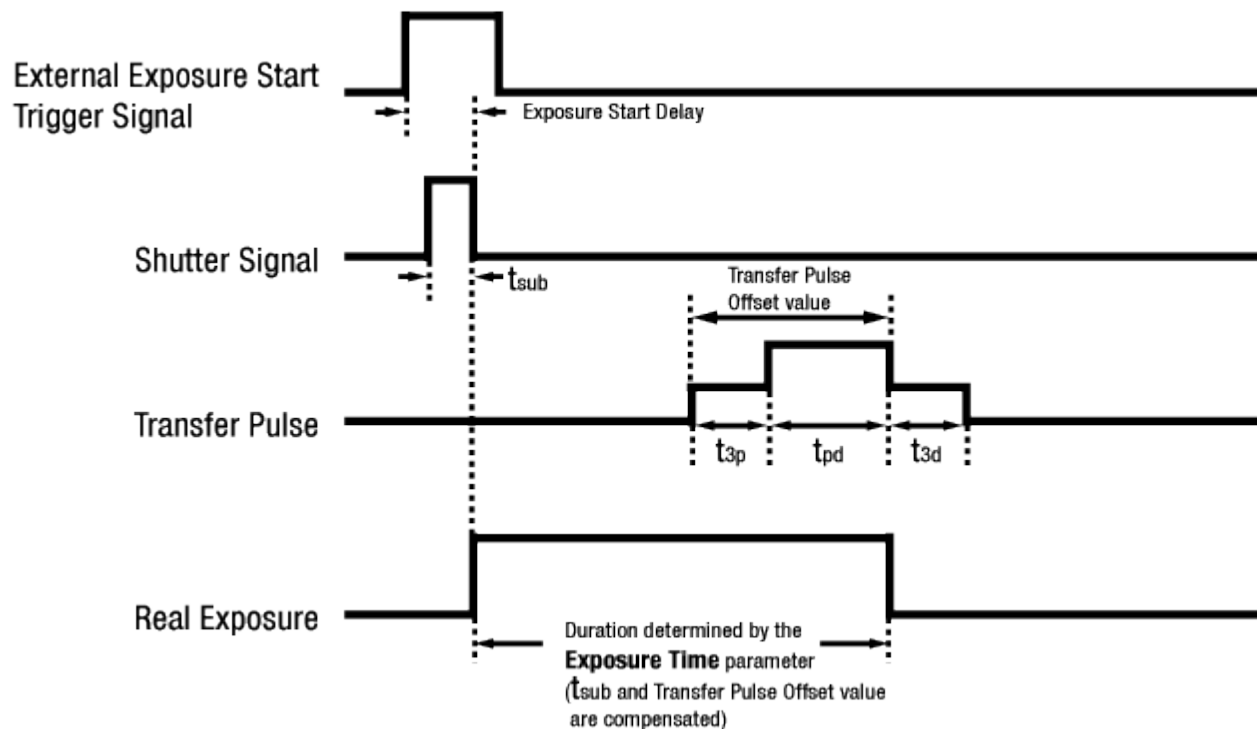 External Exposure Start
Trigger Signal
Exposure Start Delay
Shutter Signal
tsub
Transfer Pulse
Offset value
Transfer Pulse
t3p
tpd
t3d
Real Exposure
Duration determined by the
Exposure Time parameter
(tsub and Transfer Pulse Offset value
are compensated)